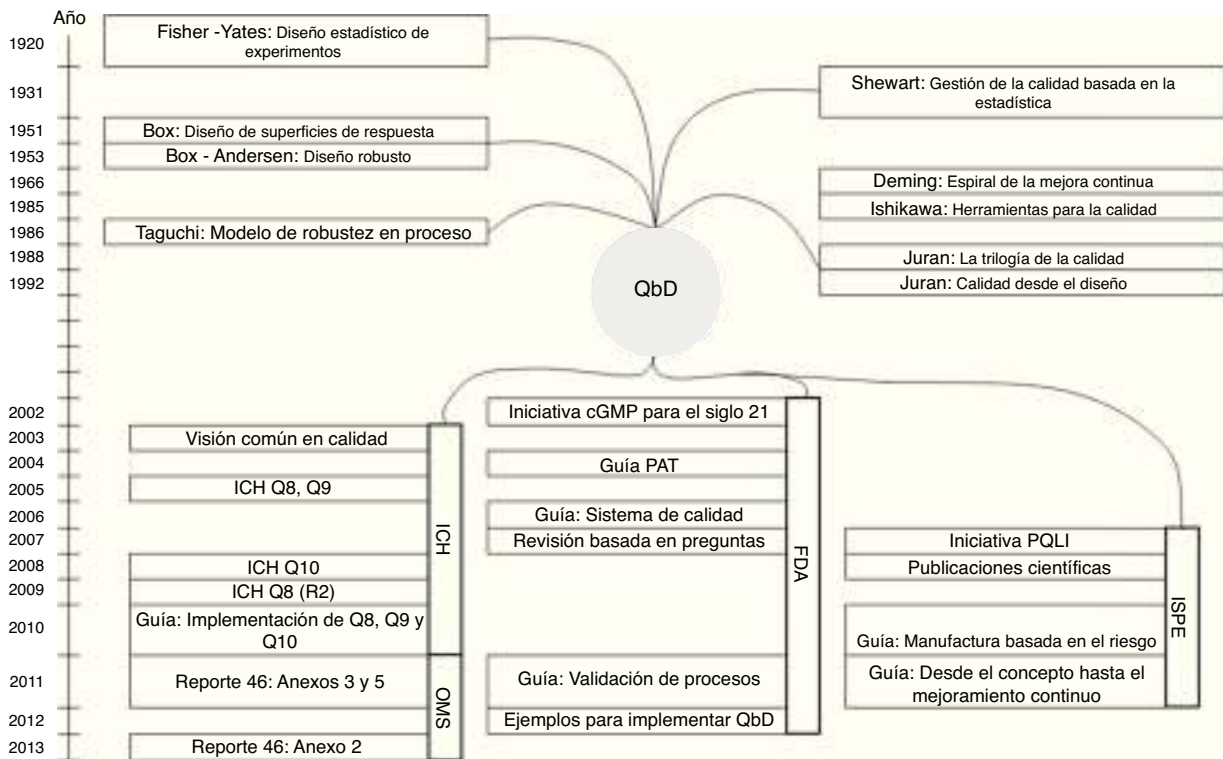 Año
1920
1931
1951
1953
1966
1985
1986
1988
1992
2002
2003
2004
2005
2006
2007
2008
2009
2010
2011
2012
2013
Fisher -Yates: Diseño estadístico de
experimentos
Box: Diseño de superficies de respuesta
Box - Andersen: Diseño robusto
Taguchi: Modelo de robustez en proceso
Shewart: Gestión de la calidad basada en la
estadística
Deming: Espiral de la mejora continua
Ishikawa: Herramientas para la calidad
Juran: La trilogía de la calidad
Juran: Calidad desde el diseño
QbD
Visión común en calidad
ICH Q8, Q9
ICH Q10
ICH Q8 (R2)
Guía: Implementación de Q8, Q9 y
Q10
Reporte 46: Anexos 3 y 5
Reporte 46: Anexo 2
ICH
OMS
Iniciativa cGMP para el siglo 21
Guía PAT
Guía: Sistema de calidad
Revisión basada en preguntas
Guía: Validación de procesos
Ejemplos para implementar QbD
FDA
Iniciativa PQLI
Publicaciones científicas
Guía: Manufactura basada en el riesgo
Guía: Desde el concepto hasta el
mejoramiento continuo
ISPE